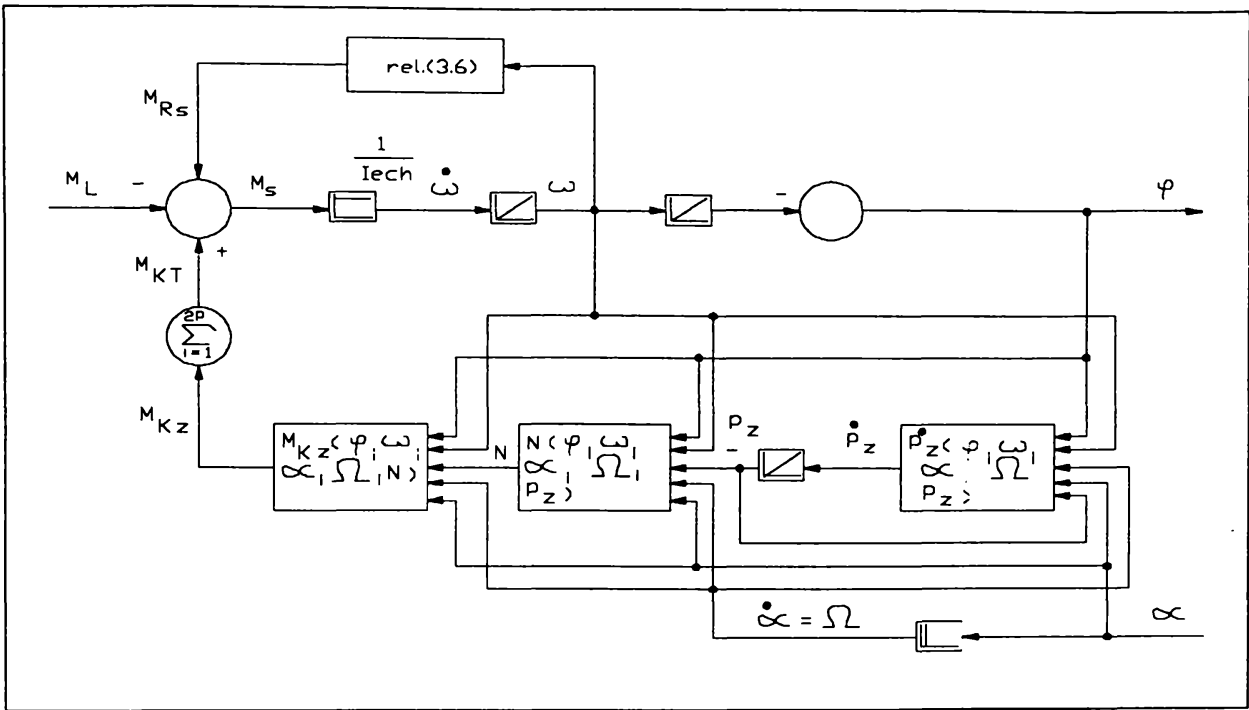 rel.(3.6)
M_Rs
1
Iech
M_L
-
M_s
ω̇
ω
-
φ
+
M_KT
2P
Σ
i=1
M_Kz
M_Kz(φ, ω,
α, Ω, N)
N
N(φ, ω,
α, Ω,
P_z)
P_z
-
Ṗ_z
Ṗ_z(φ, ω,
α, Ω
P_z)
α̇ = Ω
α